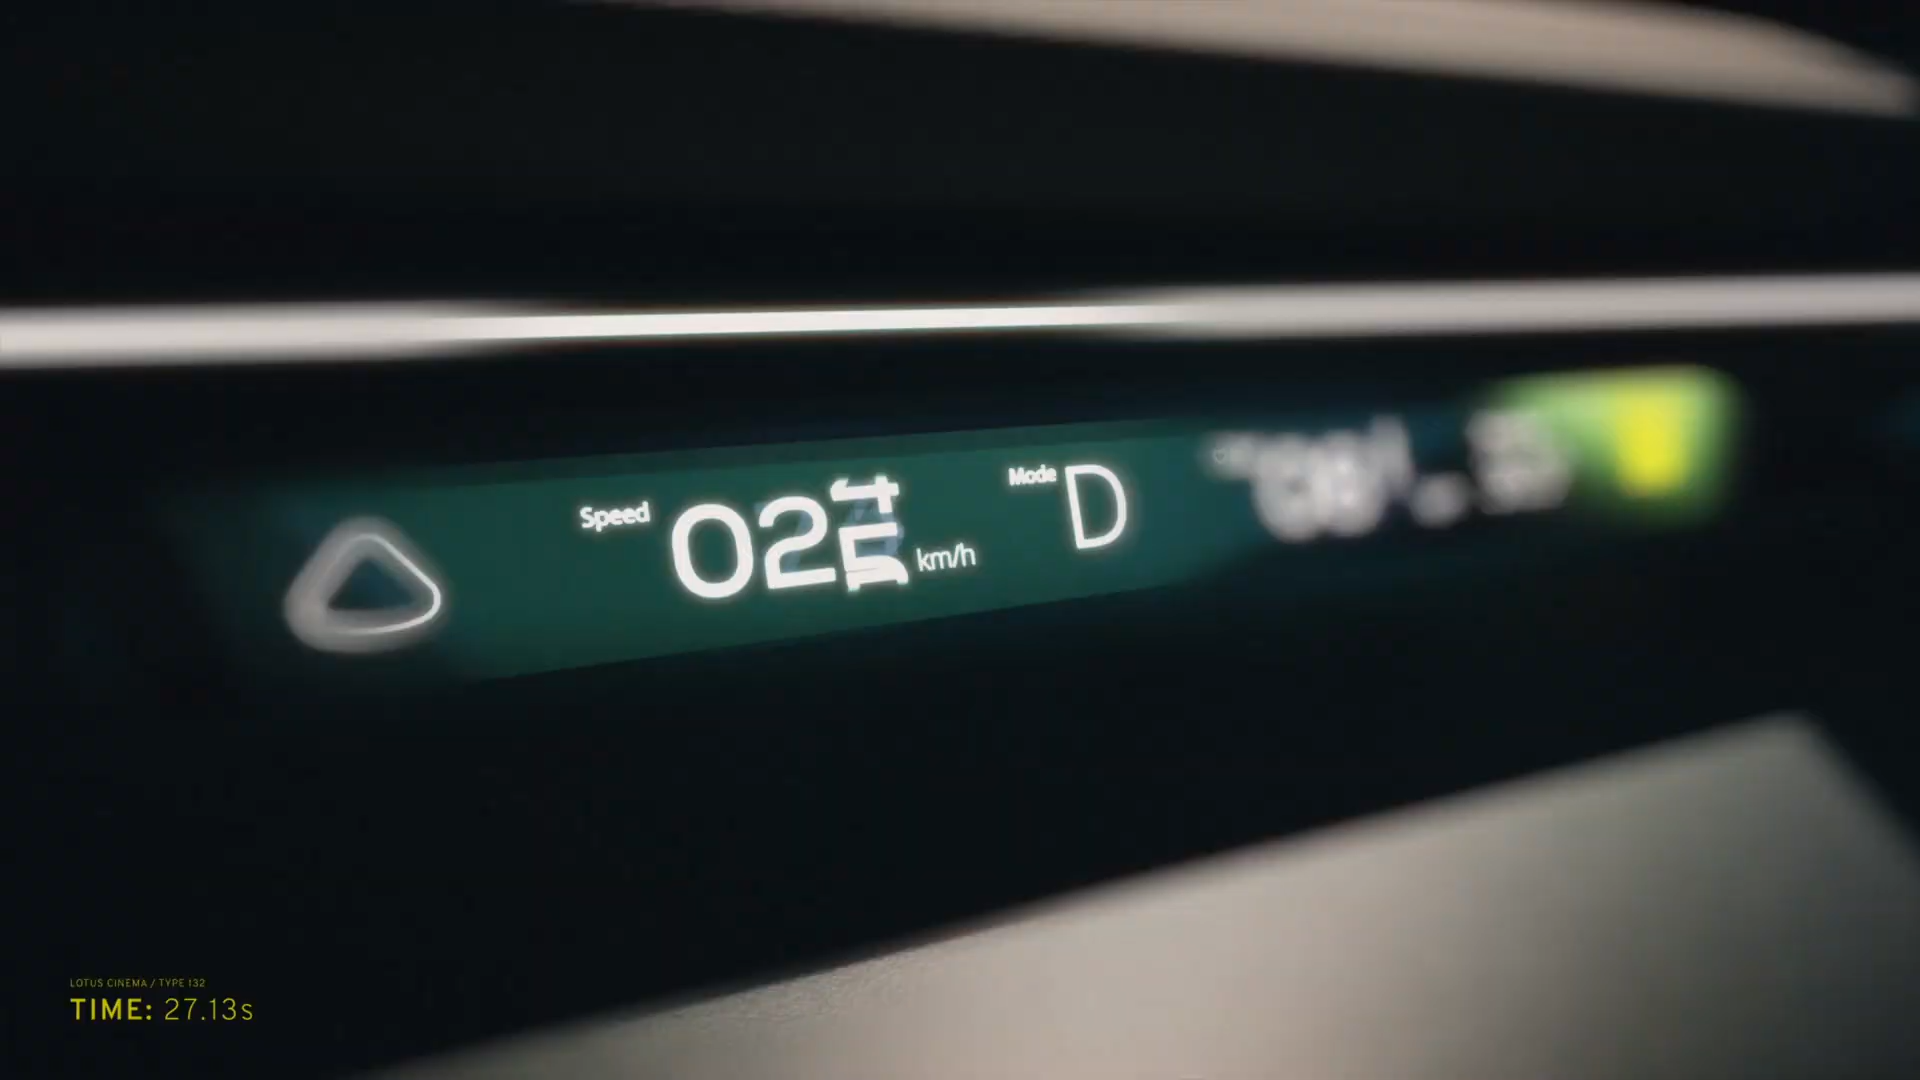 Speed 02 km/h
Mode D
LOTUS CINEMA / TYPE 132
TIME: 27.13s